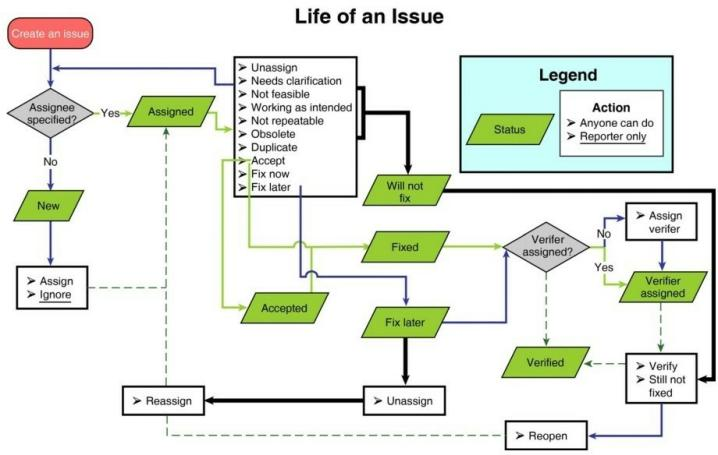 Life of an Issue
Create an issue
Assignee
specified?
Yes
Assigned
No
New
➢ Assign
➢ Ignore
➢ Unassign
➢ Needs clarification
➢ Not feasible
➢ Working as intended
➢ Not repeatable
➢ Obsolete
➢ Duplicate
➢ Accept
➢ Fix now
➢ Fix later
Legend
Status
Action
➢ Anyone can do
➢ Reporter only
Will not
fix
Fixed
Accepted
Fix later
Verifer
assigned?
No
Yes
➢ Assign
verifer
Verifier
assigned
Verified
➢ Verify
➢ Still not
fixed
➢ Reassign
➢ Unassign
➢ Reopen